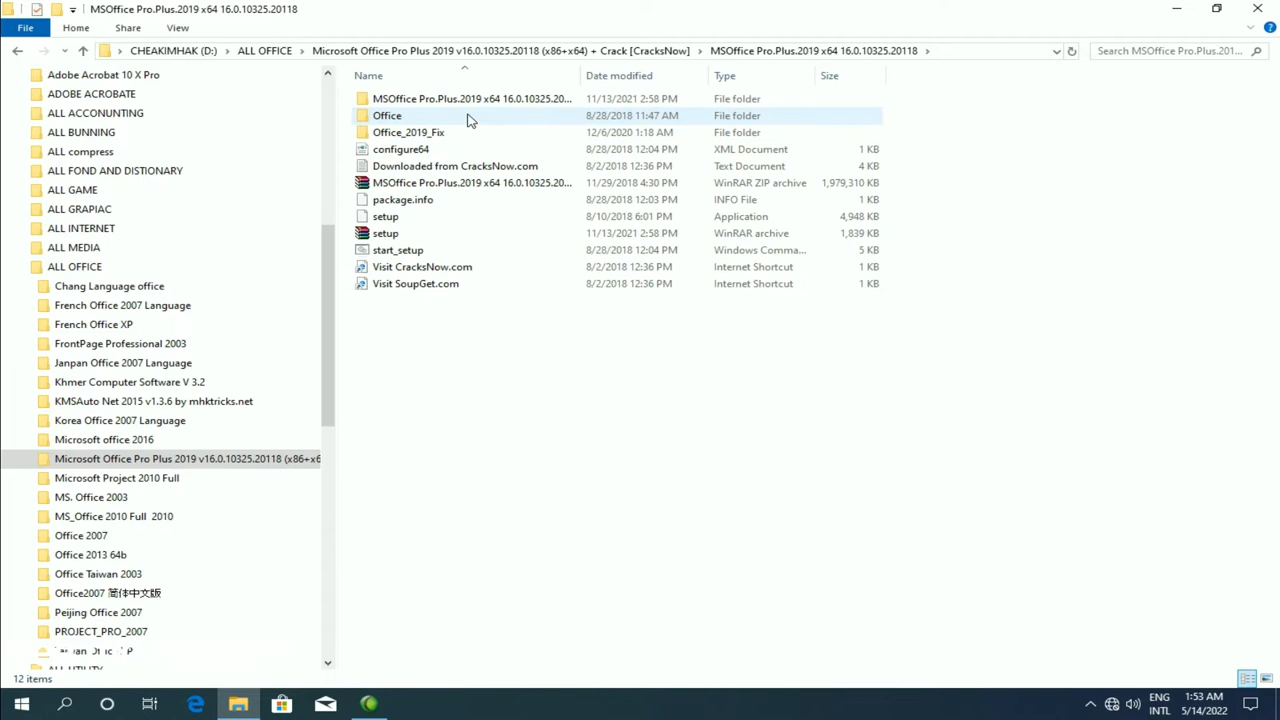 MSOffice Pro.Plus.2019 x64 16.0.10325.20118
File Home Share View
CHEAKIMHAK (D:) ALL OFFICE Microsoft Office Pro Plus 2019 v16.0.10325.20118 (x86+x64) + Crack [CracksNow] MSOffice Pro.Plus.2019 x64 16.0.10325.20118 Search MSOffice Pro.Plus.201...
Name Date modified Type Size
MSOffice Pro.Plus.2019 x64 16.0.10325.20... 11/13/2021 2:58 PM File folder
Office 8/28/2018 11:47 AM File folder
Office_2019_Fix 12/6/2020 1:18 AM File folder
configure64 8/28/2018 12:04 PM XML Document 1 KB
Downloaded from CracksNow.com 8/2/2018 12:36 PM Text Document 4 KB
MSOffice Pro.Plus.2019 x64 16.0.10325.20... 11/29/2018 4:30 PM WinRAR ZIP archive 1,979,310 KB
package.info 8/28/2018 12:03 PM INFO File 1 KB
setup 8/10/2018 6:01 PM Application 4,948 KB
setup 11/13/2021 2:58 PM WinRAR archive 1,839 KB
start_setup 8/28/2018 12:04 PM Windows Comma... 5 KB
Visit CracksNow.com 8/2/2018 12:36 PM Internet Shortcut 1 KB
Visit SoupGet.com 8/2/2018 12:36 PM Internet Shortcut 1 KB
Adobe Acrobat 10 X Pro
ADOBE ACROBATE
ALL ACCONUNTING
ALL BUNNING
ALL compress
ALL FOND AND DISTIONARY
ALL GAME
ALL GRAPIAC
ALL INTERNET
ALL MEDIA
ALL OFFICE
Chang Language office
French Office 2007 Language
French Office XP
FrontPage Professional 2003
Janpan Office 2007 Language
Khmer Computer Software V 3.2
KMSAuto Net 2015 v1.3.6 by mhktricks.net
Korea Office 2007 Language
Microsoft office 2016
Microsoft Office Pro Plus 2019 v16.0.10325.20118 (x86+x6
Microsoft Project 2010 Full
MS. Office 2003
MS_Office 2010 Full 2010
Office 2007
Office 2013 64b
Office Taiwan 2003
Office2007 简体中文版
Peijing Office 2007
PROJECT_PRO_2007
ALL UTILITY
12 items
ENG 1:53 AM
INTL 5/14/2022